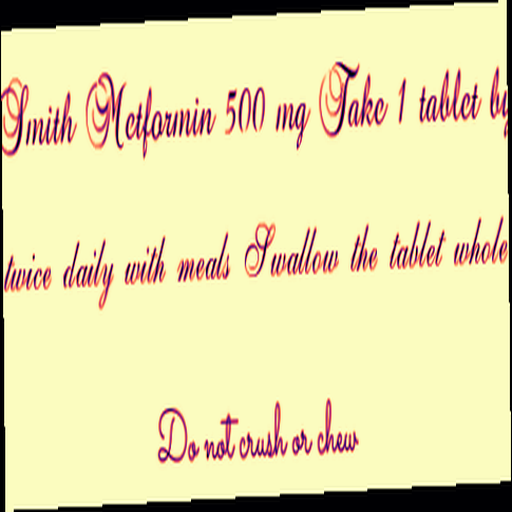 Smith Metformin 500 mg Take 1 tablet by
twice daily with meals Swallow the tablet whole
Do not crush or chew